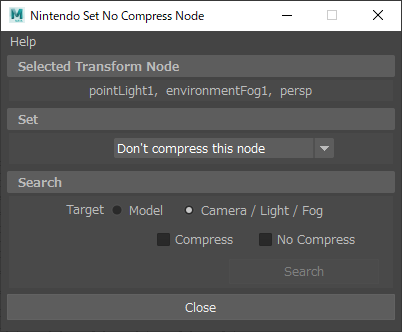 Nintendo Set No Compress Node
Help
Selected Transform Node
pointLight1, environmentFog1, persp
Set
Don't compress this node
Search
Target Model Camera / Light / Fog
Compress No Compress
Search
Close